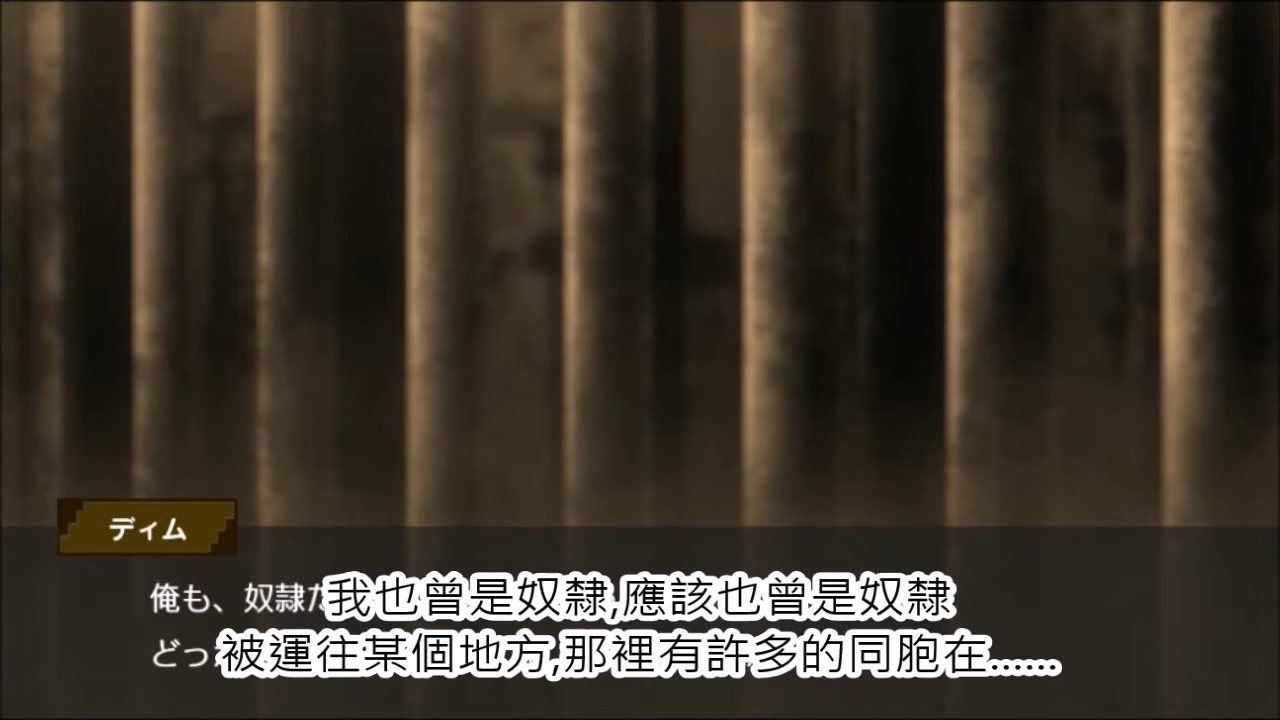 ディム
俺も、奴隷だ
我也曾是奴隸,應該也曾是奴隸
どっ
被運往某個地方,那裡有許多的同胞在......